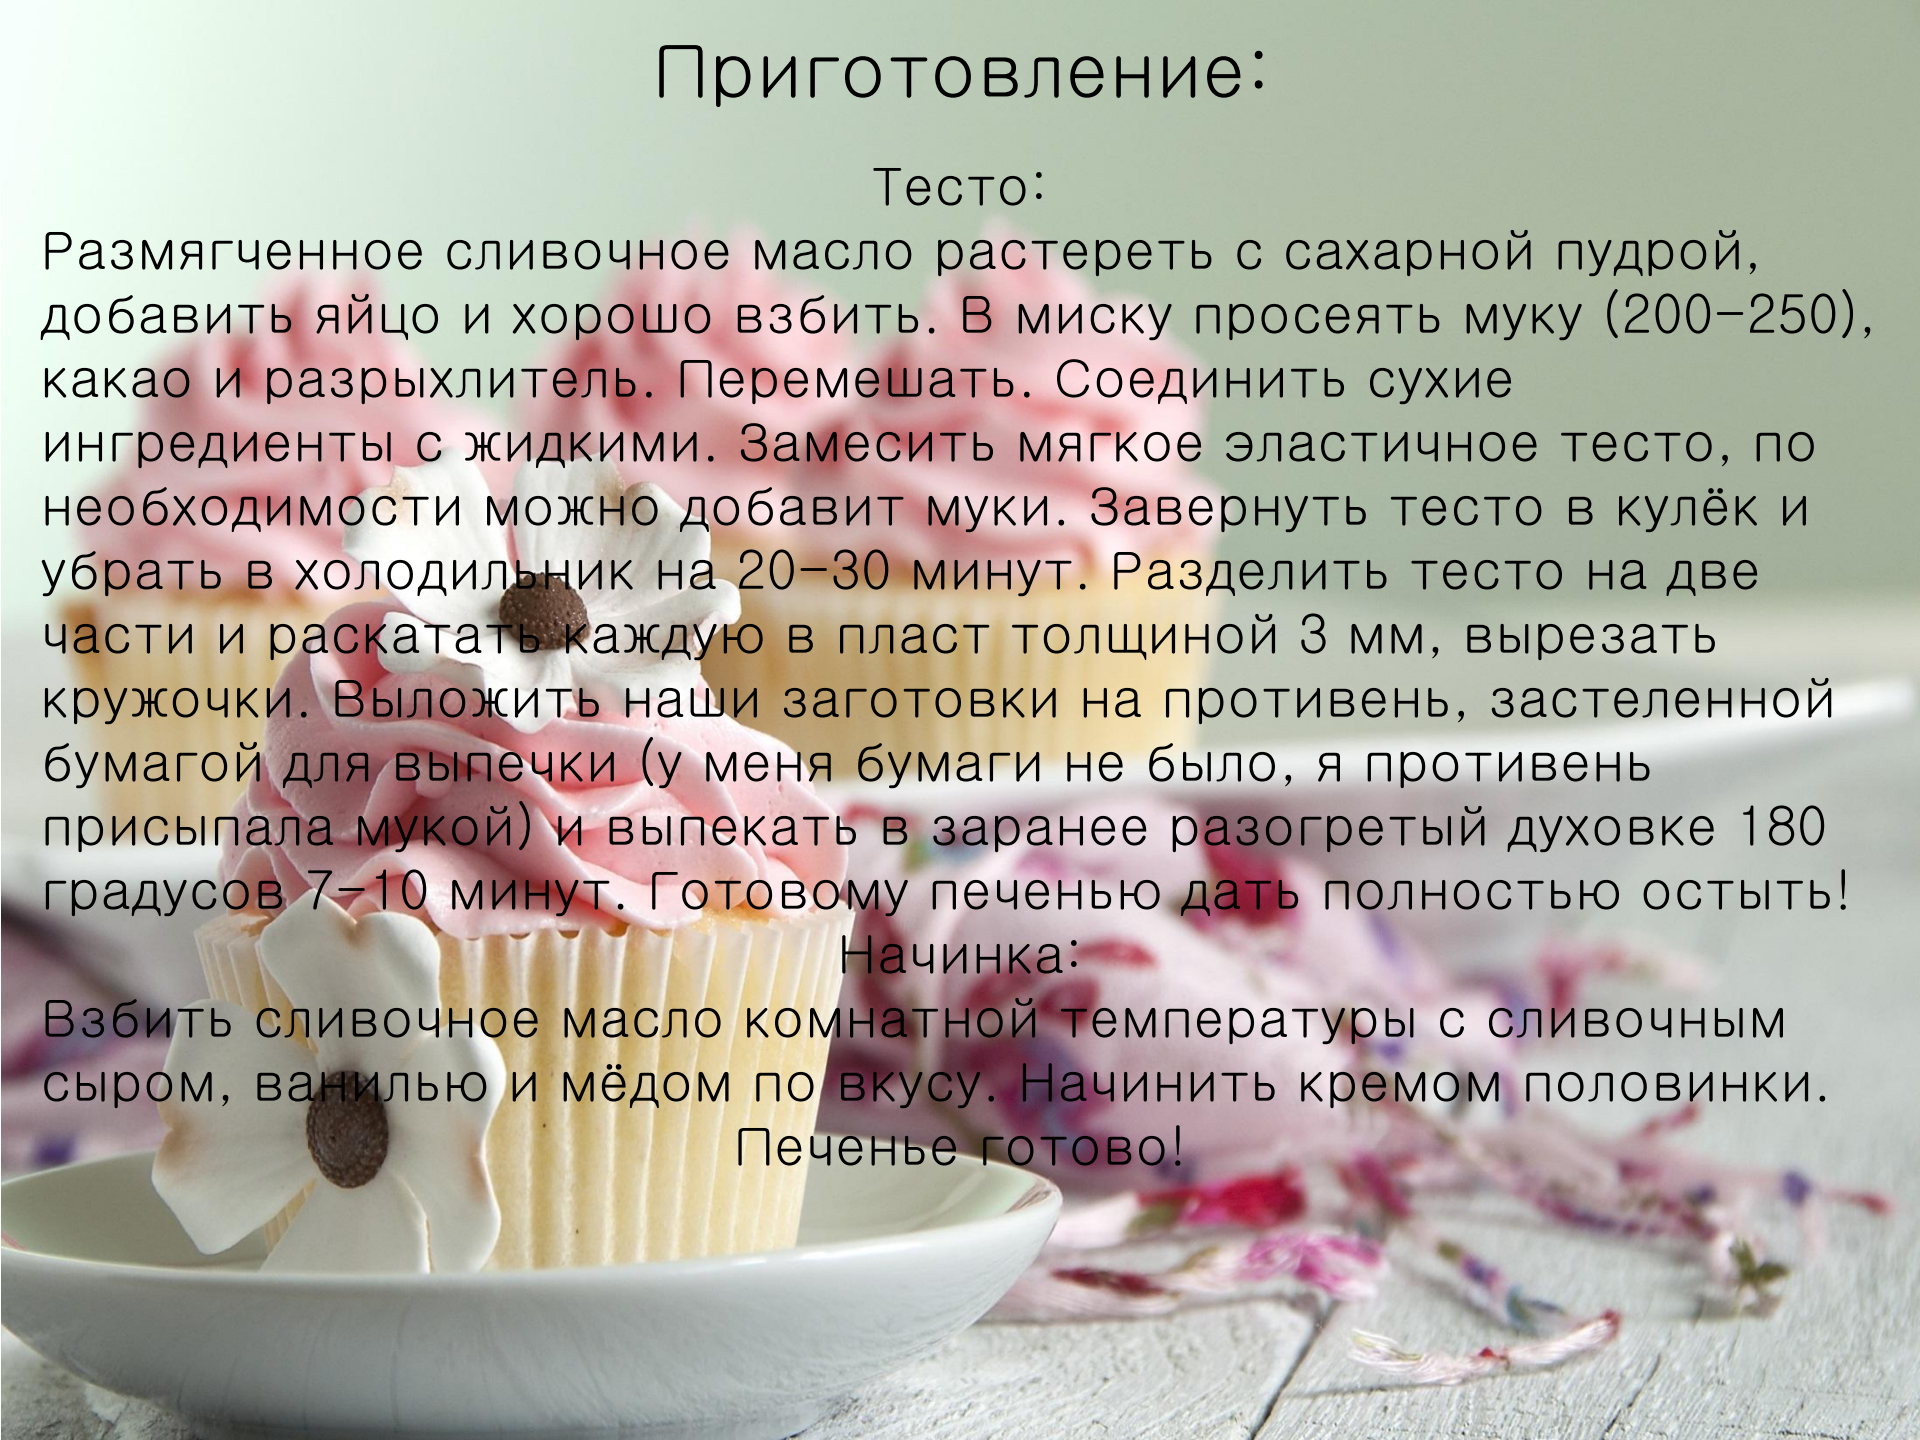 Приготовление:
Тесто:
Размягченное сливочное масло растереть с сахарной пудрой,
добавить яйцо и хорошо взбить. В миску просеять муку (200-250),
какао и разрыхлитель. Перемешать. Соединить сухие
ингредиенты с жидкими. Замесить мягкое эластичное тесто, по
необходимости можно добавит муки. Завернуть тесто в кулёк и
убрать в холодильник на 20-30 минут. Разделить тесто на две
части и раскатать каждую в пласт толщиной 3 мм, вырезать
кружочки. Выложить наши заготовки на противень, застеленной
бумагой для выпечки (у меня бумаги не было, я противень
присыпала мукой) и выпекать в заранее разогретый духовке 180
градусов 7-10 минут. Готовому печенью дать полностью остыть!
Начинка:
Взбить сливочное масло комнатной температуры с сливочным
сыром, ванилью и мёдом по вкусу. Начинить кремом половинки.
Печенье готово!